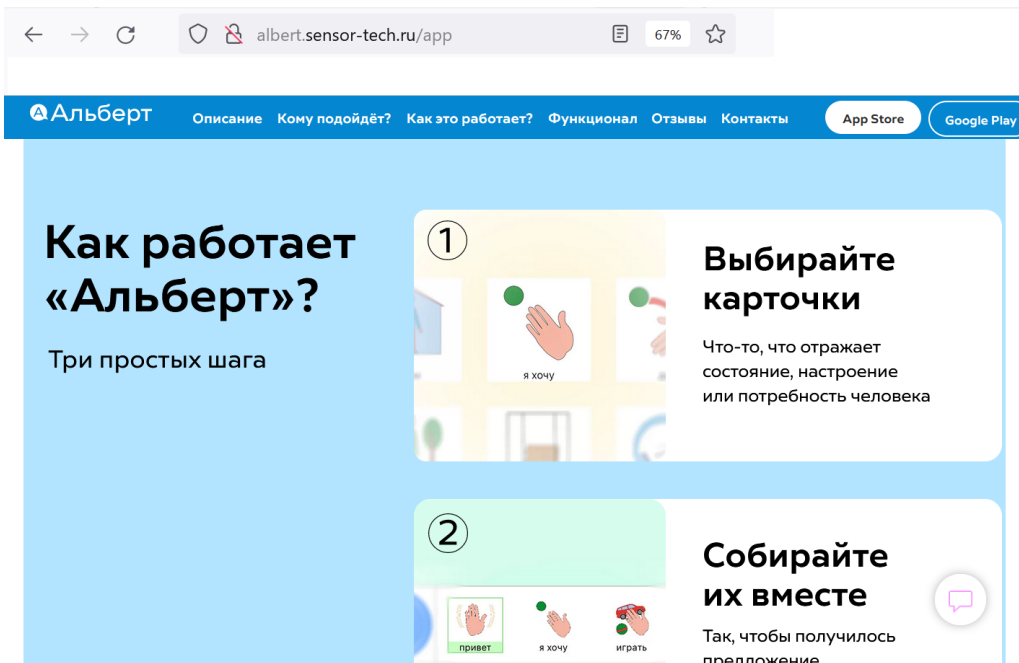 albert.sensor-tech.ru/app
67%
Альберт
Описание Кому подойдёт? Как это работает? Функционал Отзывы Контакты App Store Google Play
Как работает
«Альберт»?
Три простых шага
1
я хочу
Выбирайте
карточки
Что-то, что отражает
состояние, настроение
или потребность человека
2
привет я хочу играть
Собирайте
их вместе
Так, чтобы получилось
предложение